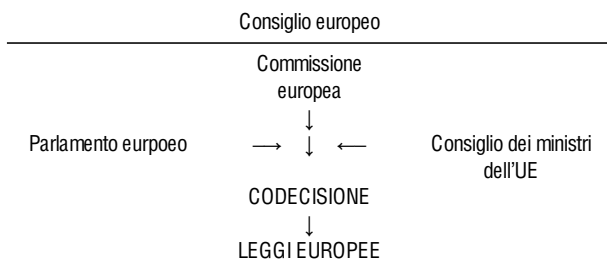 Consiglio europeo
Commissione
europea
↓
Parlamento eurpoeo → ↓ ← Consiglio dei ministri
dell'UE
CODECISIONE
↓
LEGGI EUROPEE